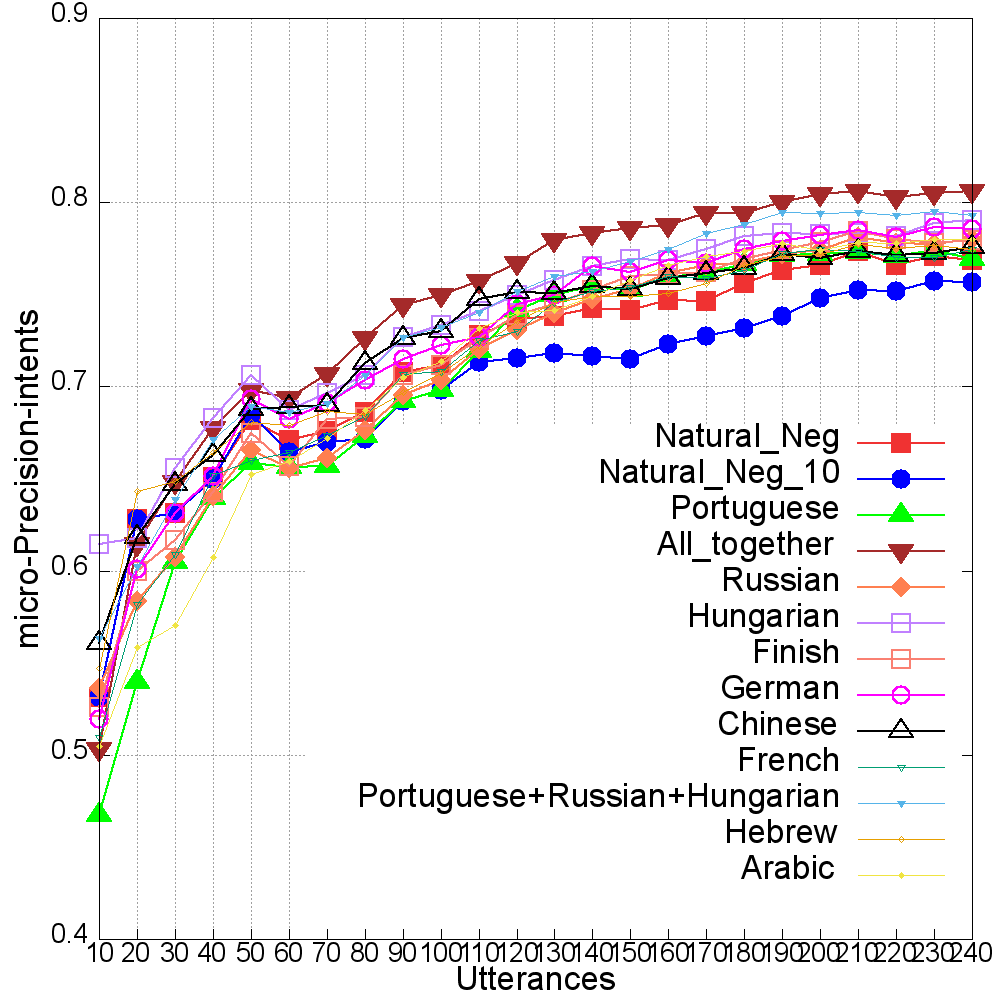 0.9
0.8
0.7
0.6
0.5
0.4
micro-Precision-intents
Natural_Neg
Natural_Neg_10
Portuguese
All_together
Russian
Hungarian
Finish
German
Chinese
French
Portuguese+Russian+Hungarian
Hebrew
Arabic
10 20 30 40 50 60 70 80 90 100 110 120 130 140 150 160 170 180 190 200 210 220 230 240
Utterances